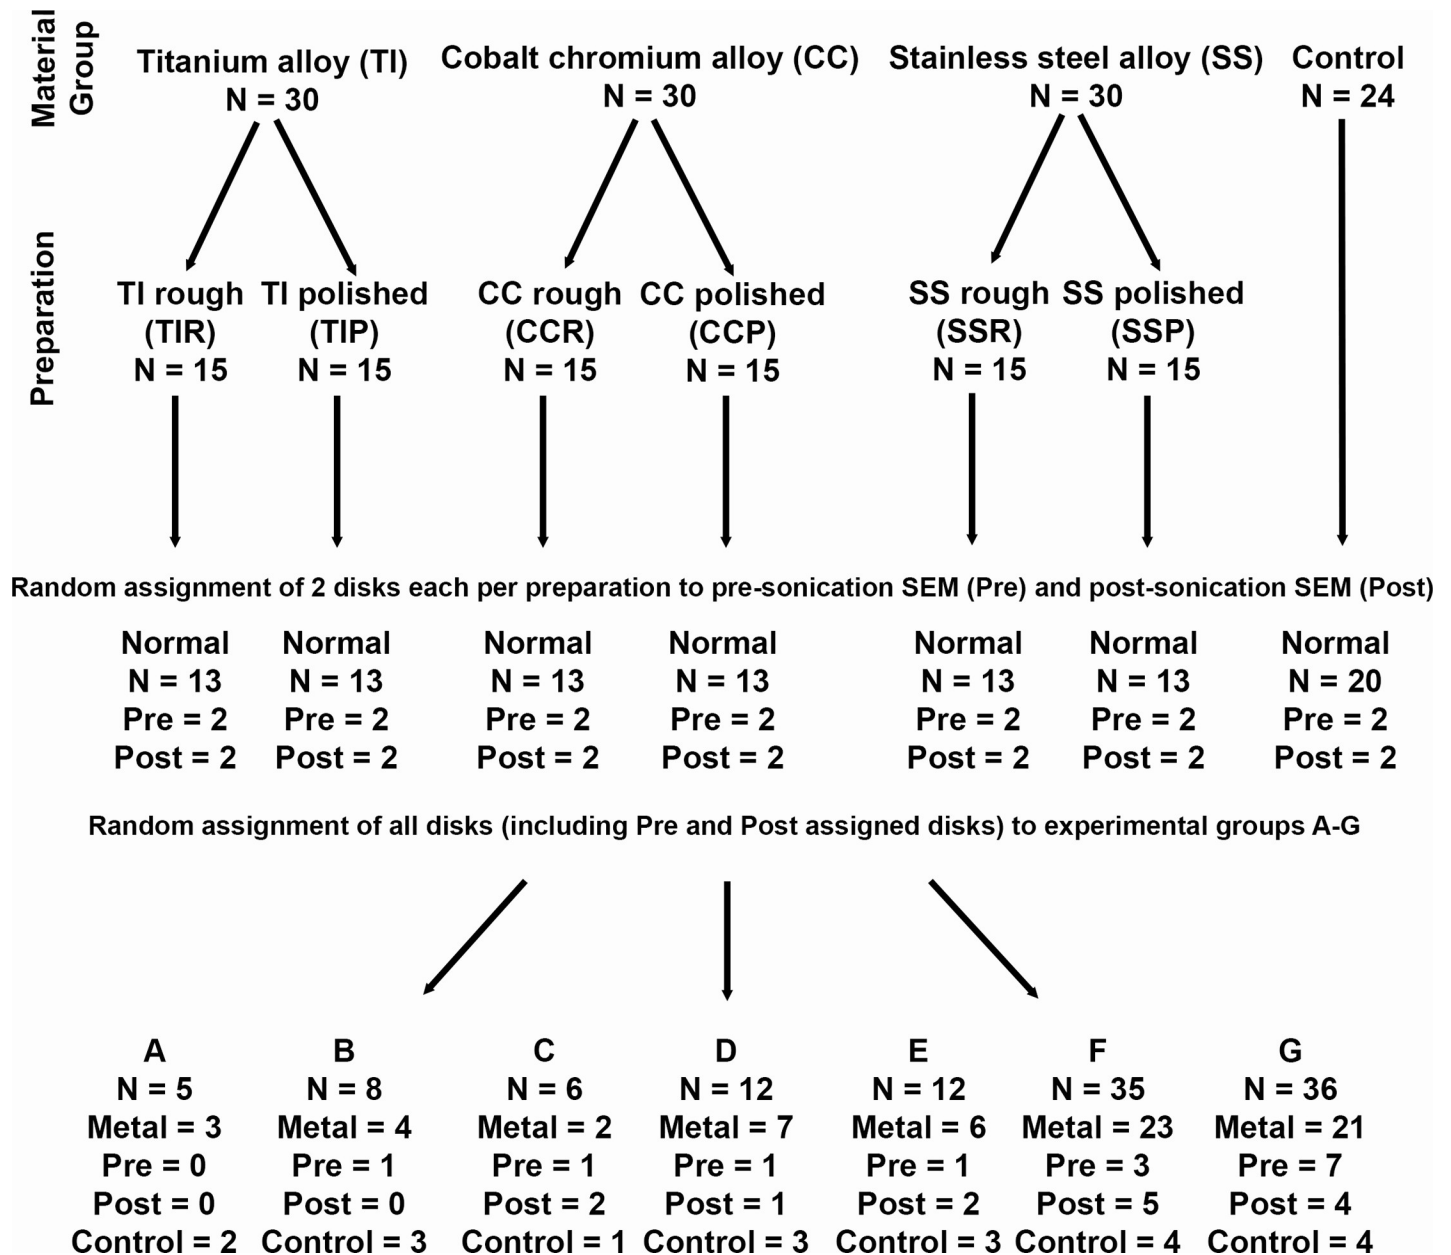 Material
Group
Titanium alloy (TI)
N = 30
Cobalt chromium alloy (CC)
N = 30
Stainless steel alloy (SS)
N = 30
Control
N = 24
Preparation
TI rough
(TIR)
N = 15
TI polished
(TIP)
N = 15
CC rough
(CCR)
N = 15
CC polished
(CCP)
N = 15
SS rough
(SSR)
N = 15
SS polished
(SSP)
N = 15
Random assignment of 2 disks each per preparation to pre-sonication SEM (Pre) and post-sonication SEM (Post)
Normal
N = 13
Pre = 2
Post = 2
Normal
N = 13
Pre = 2
Post = 2
Normal
N = 13
Pre = 2
Post = 2
Normal
N = 13
Pre = 2
Post = 2
Normal
N = 13
Pre = 2
Post = 2
Normal
N = 13
Pre = 2
Post = 2
Normal
N = 20
Pre = 2
Post = 2
Random assignment of all disks (including Pre and Post assigned disks) to experimental groups A-G
A
N = 5
Metal = 3
Pre = 0
Post = 0
Control = 2
B
N = 8
Metal = 4
Pre = 1
Post = 0
Control = 3
C
N = 6
Metal = 2
Pre = 1
Post = 2
Control = 1
D
N = 12
Metal = 7
Pre = 1
Post = 1
Control = 3
E
N = 12
Metal = 6
Pre = 1
Post = 2
Control = 3
F
N = 35
Metal = 23
Pre = 3
Post = 5
Control = 4
G
N = 36
Metal = 21
Pre = 7
Post = 4
Control = 4